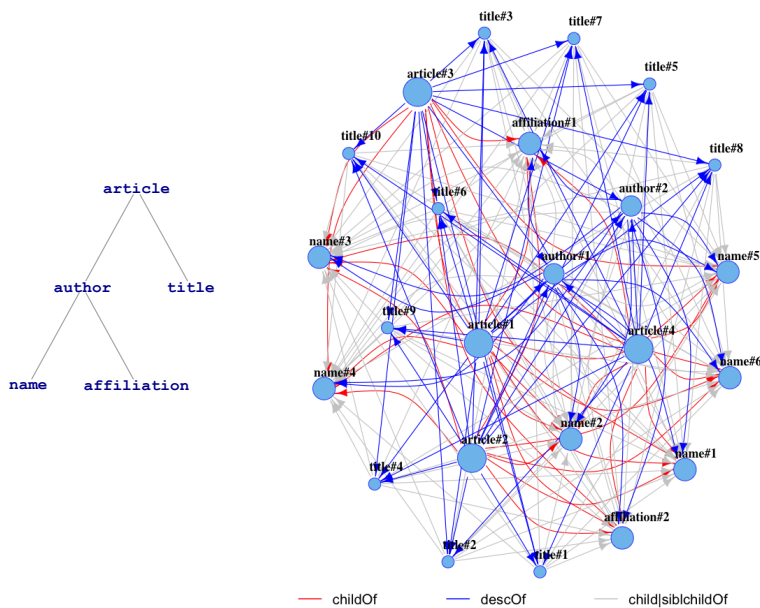 article
author title
name affiliation
title#3
title#7
article#3
title#5
affiliation#1
title#10
title#8
title#6
author#2
name#3
author#1
name#5
title#9
article#1
article#4
name#4
name#6
name#2
article#2
name#1
title#4
affiliation#2
title#2
title#1
childOf descOf child|siblchildOf